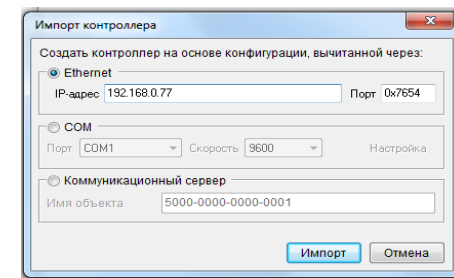 Импорт контроллера
Создать контроллер на основе конфигурации, вычитанной через:
Ethernet
IP-адрес 192.168.0.77 Порт 0x7654
COM
Порт COM1 Скорость 9600 Настройка
Коммуникационный сервер
Имя объекта 5000-0000-0000-0001
Импорт Отмена